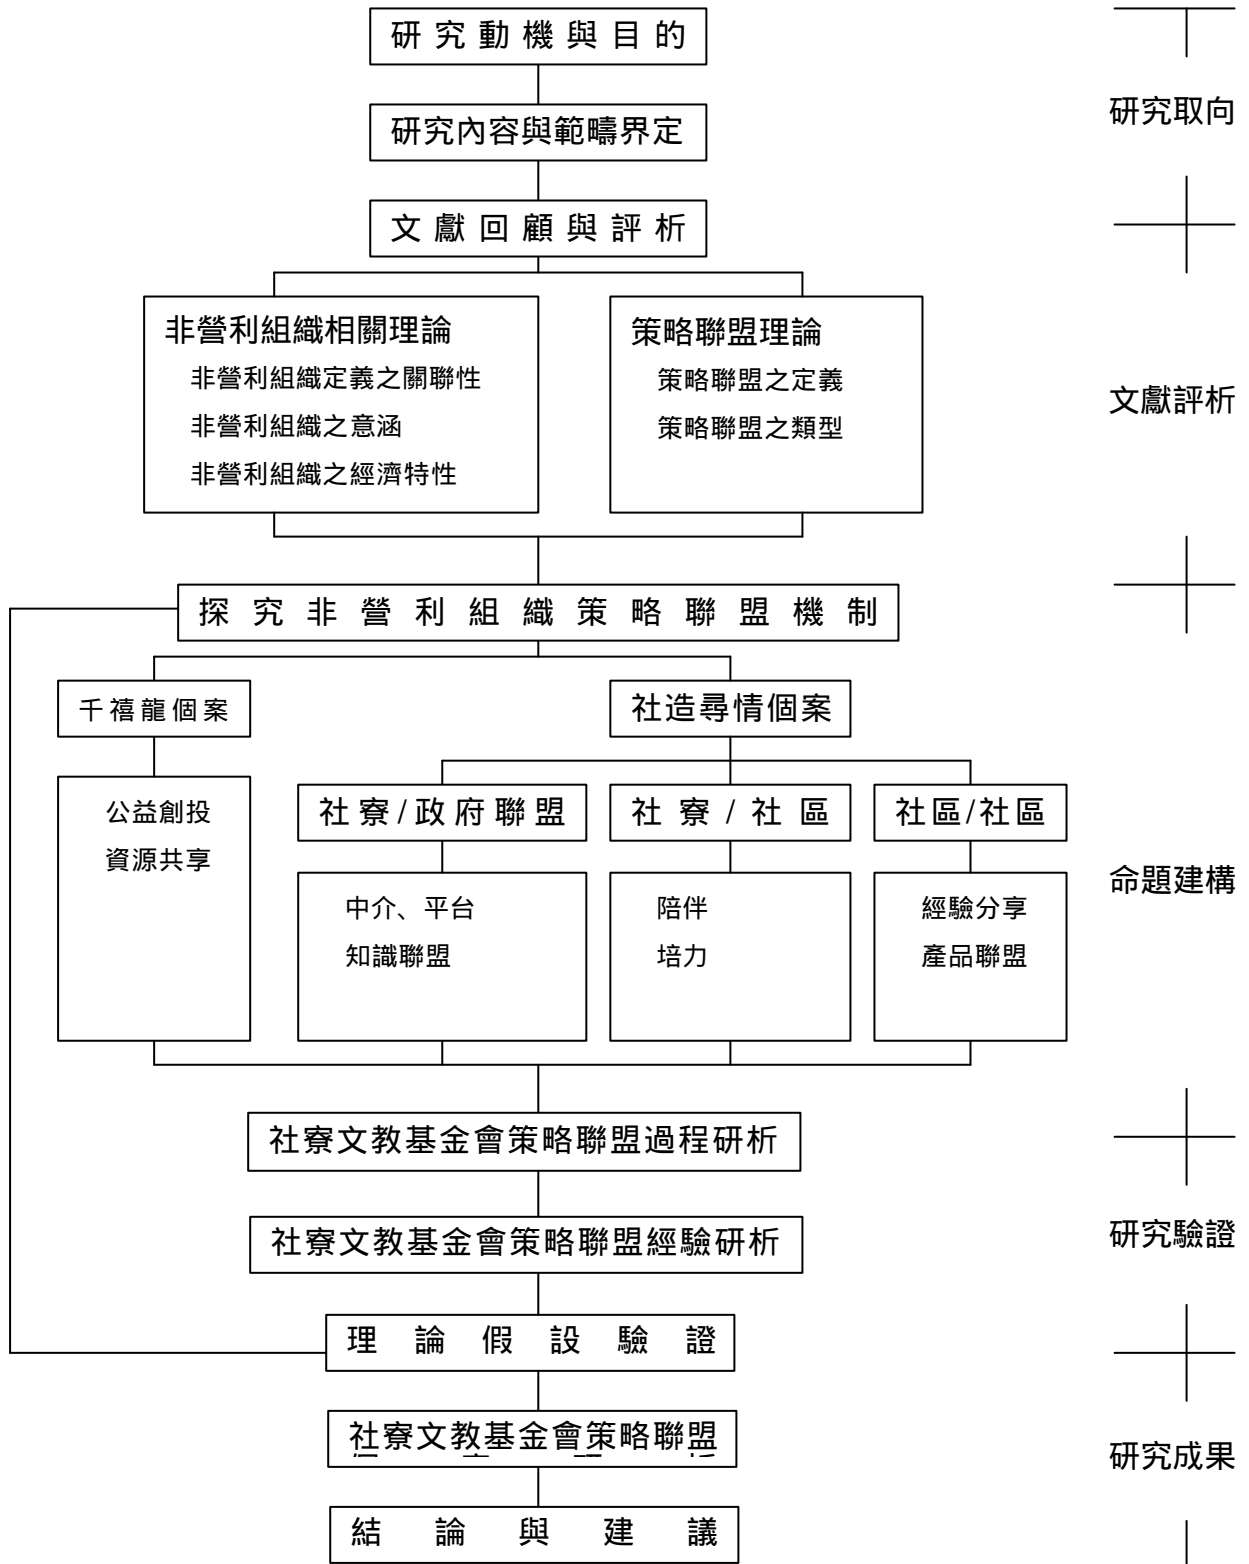 研究動機與目的
研究取向
研究內容與範疇界定
文獻回顧與評析
非營利組織相關理論
非營利組織定義之關聯性
非營利組織之意涵
非營利組織之經濟特性
策略聯盟理論
策略聯盟之定義
策略聯盟之類型
文獻評析
探究非營利組織策略聯盟機制
千禧龍個案
社造尋情個案
公益創投
資源共享
社寮/政府聯盟
社寮/社區
社區/社區
中介、平台
知識聯盟
陪伴
培力
經驗分享
產品聯盟
命題建構
社寮文教基金會策略聯盟過程研析
社寮文教基金會策略聯盟經驗研析
研究驗證
理論假設驗證
社寮文教基金會策略聯盟
研究成果
結論與建議